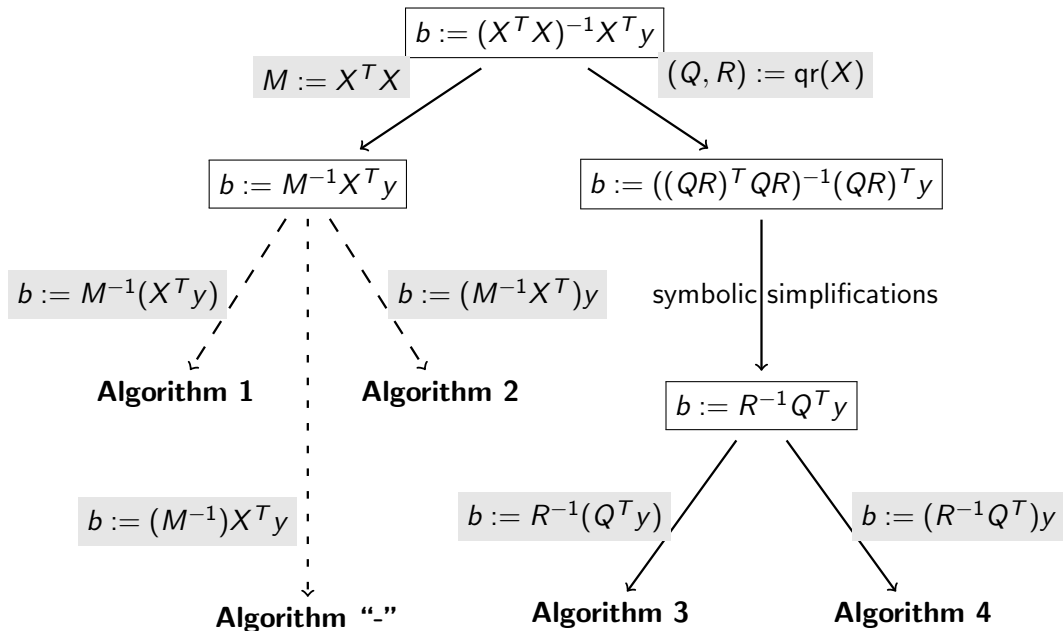 b := (X^T X)^{-1} X^T y
M := X^T X
(Q, R) := qr(X)
b := M^{-1} X^T y
b := ((QR)^T QR)^{-1} (QR)^T y
b := M^{-1}(X^T y)
b := (M^{-1} X^T)y
symbolic simplifications
Algorithm 1
Algorithm 2
b := R^{-1} Q^T y
b := (M^{-1})X^T y
b := R^{-1}(Q^T y)
b := (R^{-1} Q^T)y
Algorithm “-”
Algorithm 3
Algorithm 4